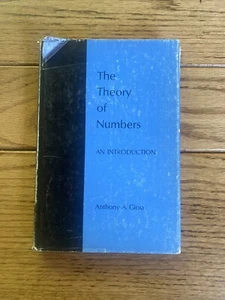 The
Theory
of
Numbers
AN INTRODUCTION
Anthony A. Gioia